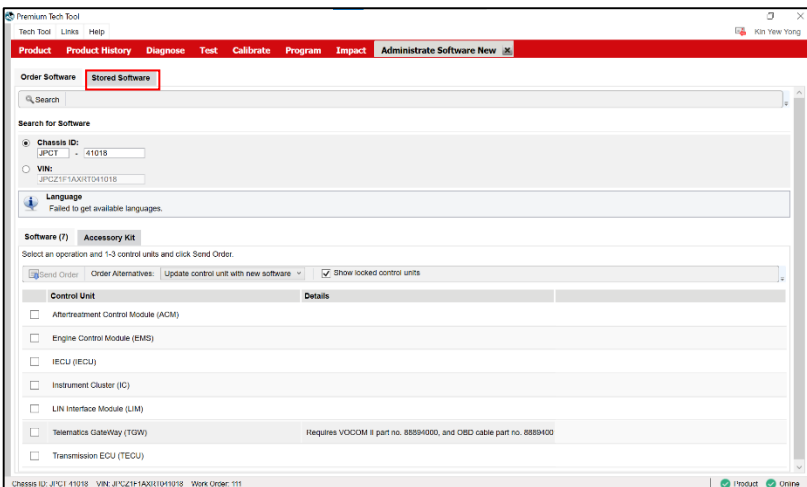 Premium Tech Tool
Tech Tool Links Help Kin Yew Yong
Product Product History Diagnose Test Calibrate Program Impact Administrate Software New
Order Software Stored Software
Search
Search for Software
Chassis ID:
JPCT - 41018
VIN:
JPCZ1F1AXRT041018
Language
Failed to get available languages.
Software (7) Accessory Kit
Select an operation and 1-3 control units and click Send Order.
Send Order Order Alternatives: Update control unit with new software Show locked control units
Control Unit Details
Aftertreatment Control Module (ACM)
Engine Control Module (EMS)
IECU (IECU)
Instrument Cluster (IC)
LIN Interface Module (LIM)
Telematics GateWay (TGW) Requires VOCOM II part no. 88894000, and OBD cable part no. 8889400
Transmission ECU (TECU)
Chassis ID: JPCT 41018 VIN: JPCZ1F1AXRT041018 Work Order: 111 Product Online